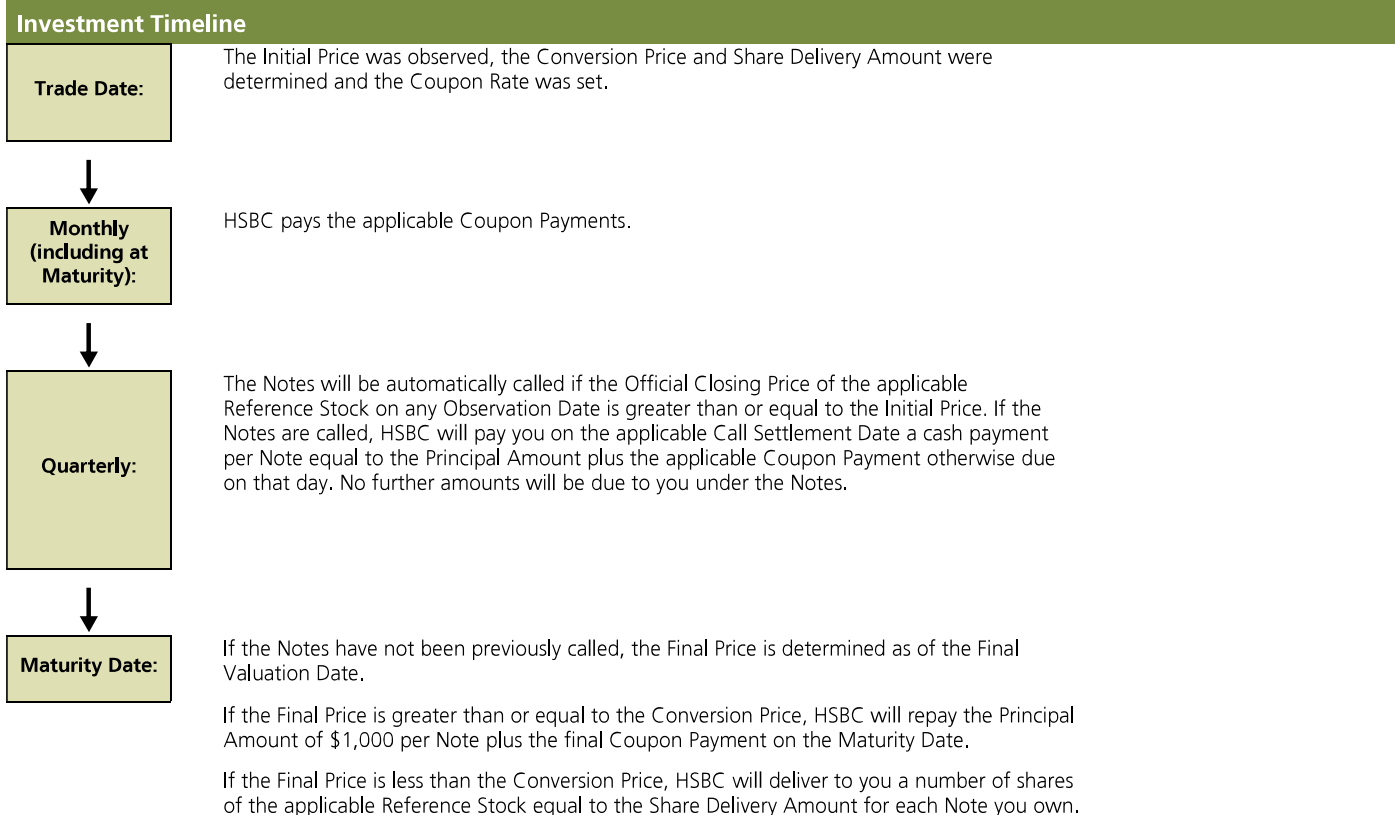 Investment Timeline
Trade Date:
The Initial Price was observed, the Conversion Price and Share Delivery Amount were
determined and the Coupon Rate was set.
Monthly
(including at
Maturity):
HSBC pays the applicable Coupon Payments.
Quarterly:
The Notes will be automatically called if the Official Closing Price of the applicable
Reference Stock on any Observation Date is greater than or equal to the Initial Price. If the
Notes are called, HSBC will pay you on the applicable Call Settlement Date a cash payment
per Note equal to the Principal Amount plus the applicable Coupon Payment otherwise due
on that day. No further amounts will be due to you under the Notes.
Maturity Date:
If the Notes have not been previously called, the Final Price is determined as of the Final
Valuation Date.
If the Final Price is greater than or equal to the Conversion Price, HSBC will repay the Principal
Amount of $1,000 per Note plus the final Coupon Payment on the Maturity Date.
If the Final Price is less than the Conversion Price, HSBC will deliver to you a number of shares
of the applicable Reference Stock equal to the Share Delivery Amount for each Note you own.